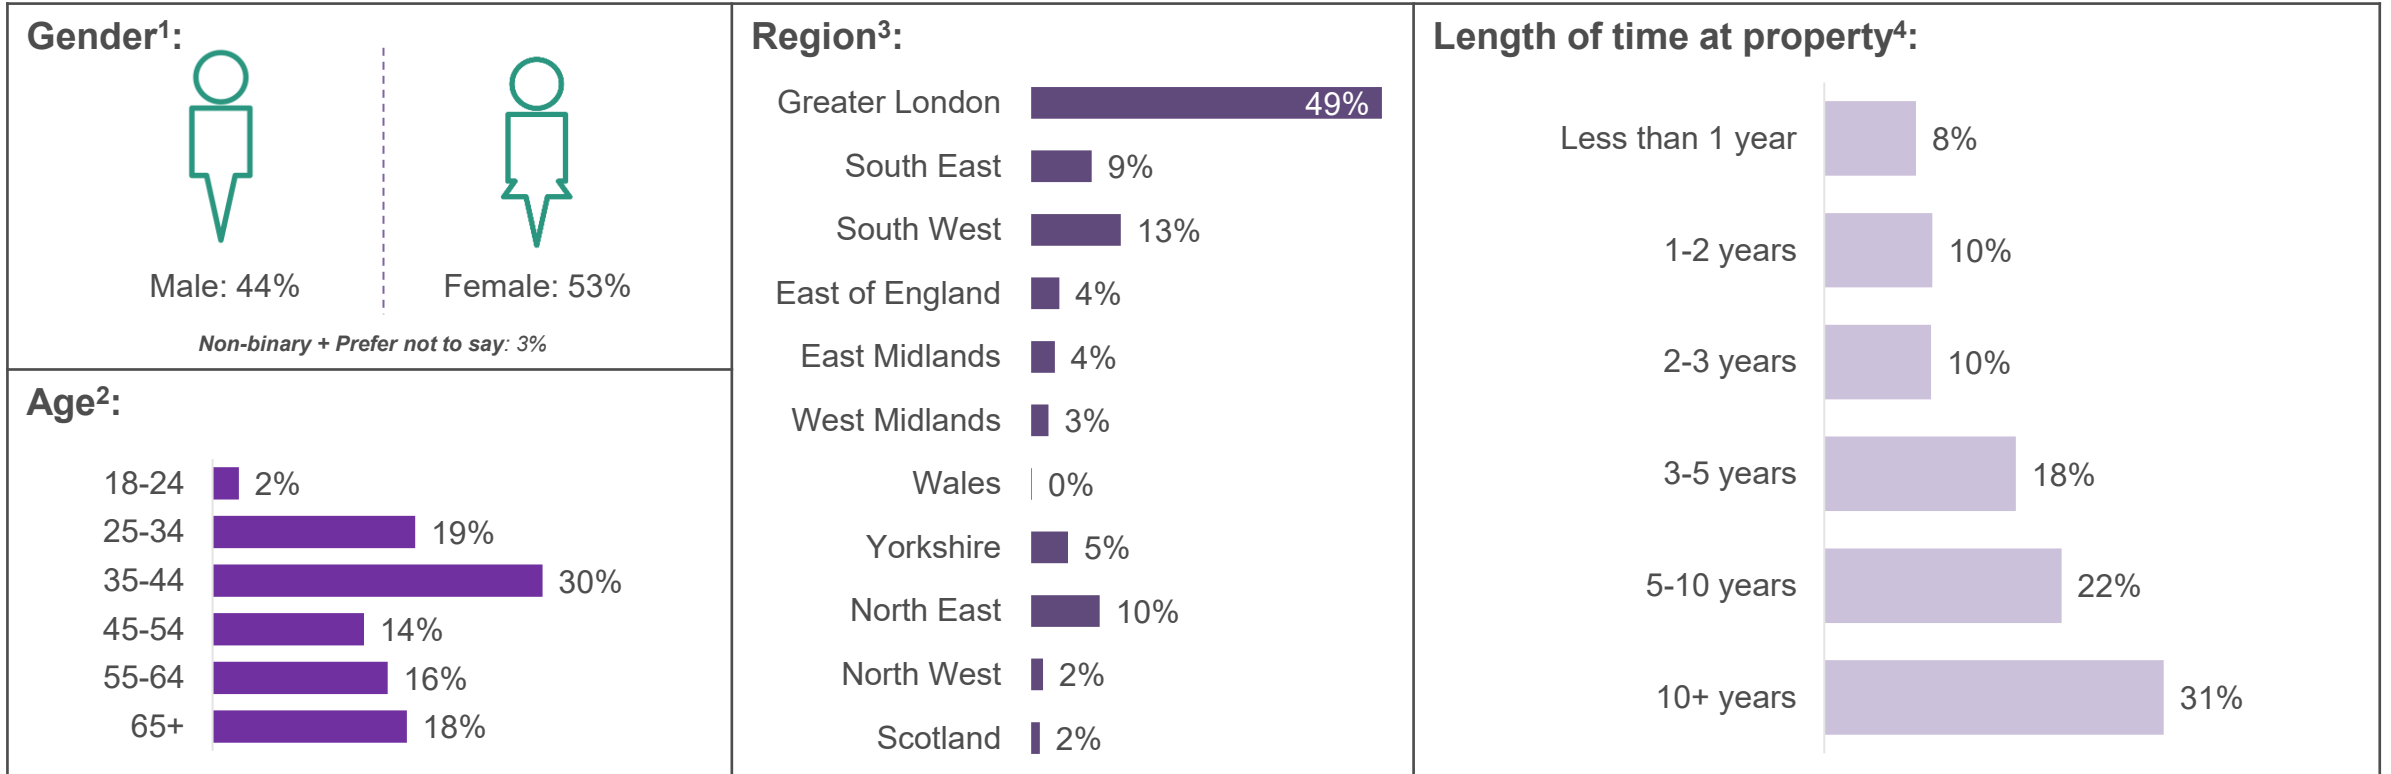 Gender¹:
Male: 44%
Female: 53%
Non-binary + Prefer not to say: 3%
Age²:
18-24 2%
25-34 19%
35-44 30%
45-54 14%
55-64 16%
65+ 18%
Region³:
Greater London 49%
South East 9%
South West 13%
East of England 4%
East Midlands 4%
West Midlands 3%
Wales 0%
Yorkshire 5%
North East 10%
North West 2%
Scotland 2%
Length of time at property⁴:
Less than 1 year 8%
1-2 years 10%
2-3 years 10%
3-5 years 18%
5-10 years 22%
10+ years 31%